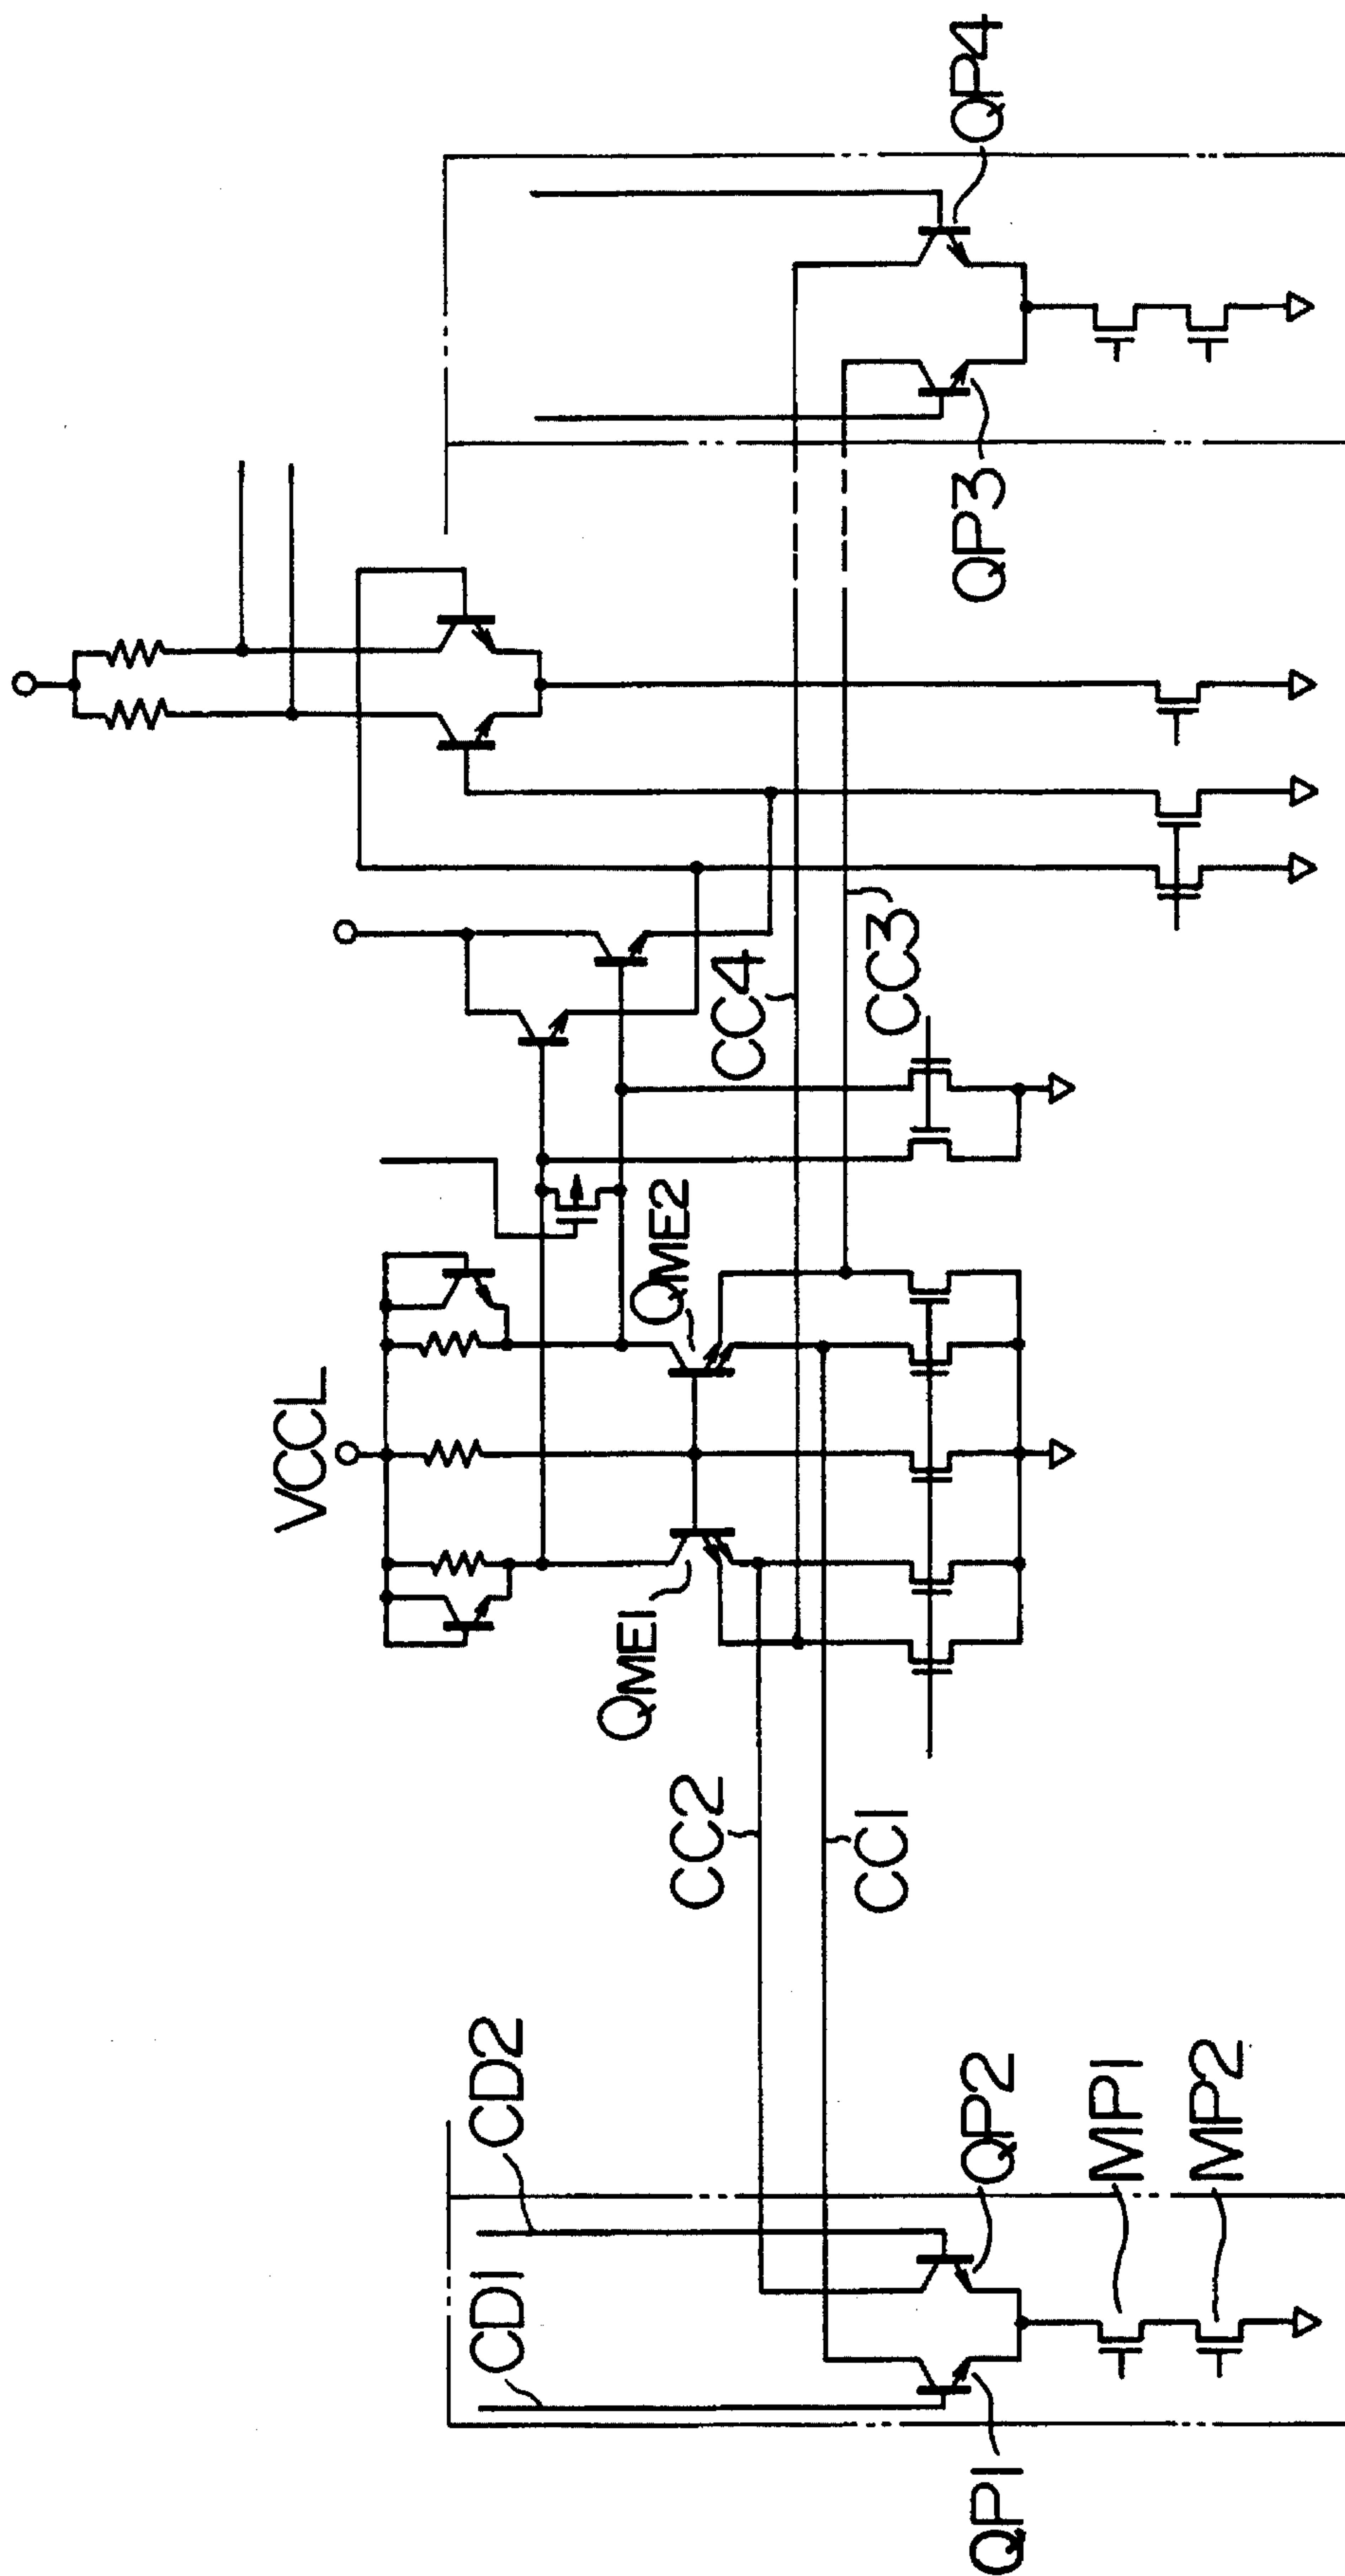 VCCL
QME1
QME2
CC2
CC1
CC4
CC3
CD1
CD2
QP1
QP2
MP1
MP2
QP3
QP4